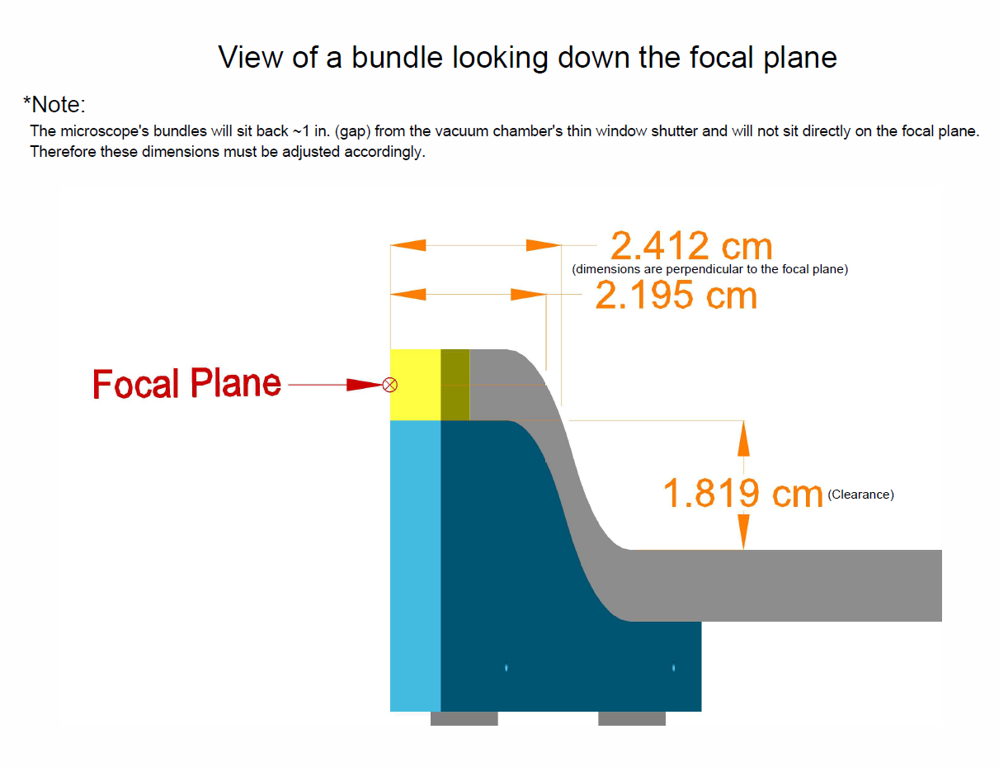 View of a bundle looking down the focal plane
*Note:
The microscope's bundles will sit back ~1 in. (gap) from the vacuum chamber's thin window shutter and will not sit directly on the focal plane.
Therefore these dimensions must be adjusted accordingly.
2.412 cm
(dimensions are perpendicular to the focal plane)
2.195 cm
Focal Plane
1.819 cm (Clearance)